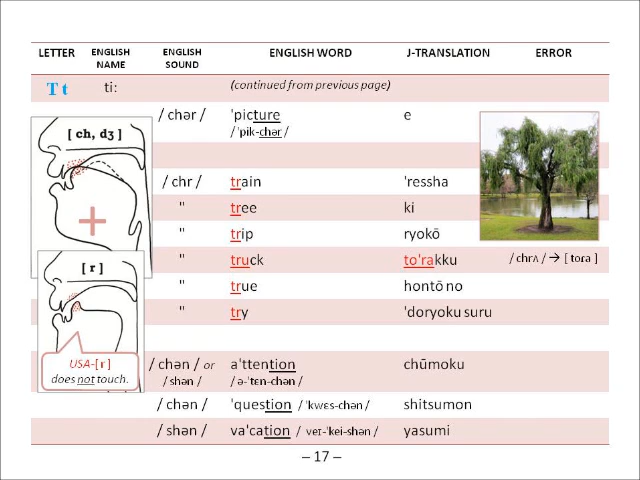 LETTER ENGLISH NAME ENGLISH SOUND ENGLISH WORD J-TRANSLATION ERROR
T t ti: (continued from previous page)
/ chər / 'picture e
/ 'pik-chər /
[ ch, dʒ ]
+
/ chr / train 'ressha
" tree ki
" trip ryokō
" truck to'rakku / chrʌ / → [ toɾa ]
[ r ]
" true hontō no
" try 'doryoku suru
USA-[ r ]
does not touch.
/ chən / or a'ttention chūmoku
/ shən / / ə-'tɛn-chən /
/ chən / 'question / 'kwɛs-chən / shitsumon
/ shən / va'cation / veɪ-'kei-shən / yasumi
– 17 –